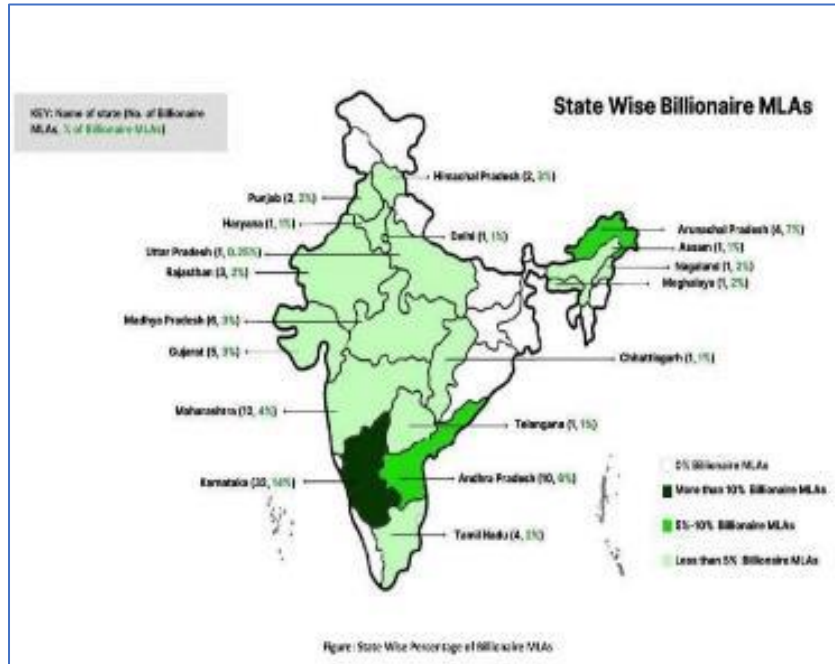 State Wise Billionaire MLAs
KEY: Name of state (No. of Billionaire
MLAs, % of Billionaire MLAs)
Himachal Pradesh (2, 3%)
Punjab (2, 2%)
Haryana (1, 1%)
Delhi (1, 1%)
Arunachal Pradesh (4, 7%)
Assam (1, 1%)
Uttar Pradesh (1, 0.25%)
Nagaland (1, 2%)
Rajasthan (3, 2%)
Meghalaya (1, 2%)
Madhya Pradesh (6, 3%)
Gujarat (5, 3%)
Chhattisgarh (1, 1%)
Maharashtra (12, 4%)
Telangana (1, 1%)
0% Billionaire MLAs
Karnataka (32, 14%)
Andhra Pradesh (10, 6%)
More than 10% Billionaire MLAs
5%-10% Billionaire MLAs
Tamil Nadu (4, 2%)
Less than 5% Billionaire MLAs
Figure: State Wise Percentage of Billionaire MLAs